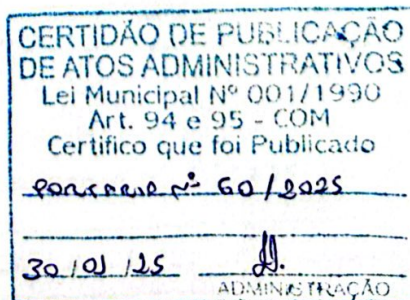 CERTIDÃO DE PUBLICAÇÃO
DE ATOS ADMINISTRATIVOS
Lei Municipal Nº 001/1990
Art. 94 e 95 - COM
Certifico que foi Publicado
PORTARIA Nº 60/2025
30/01/25
ADMINISTRAÇÃO